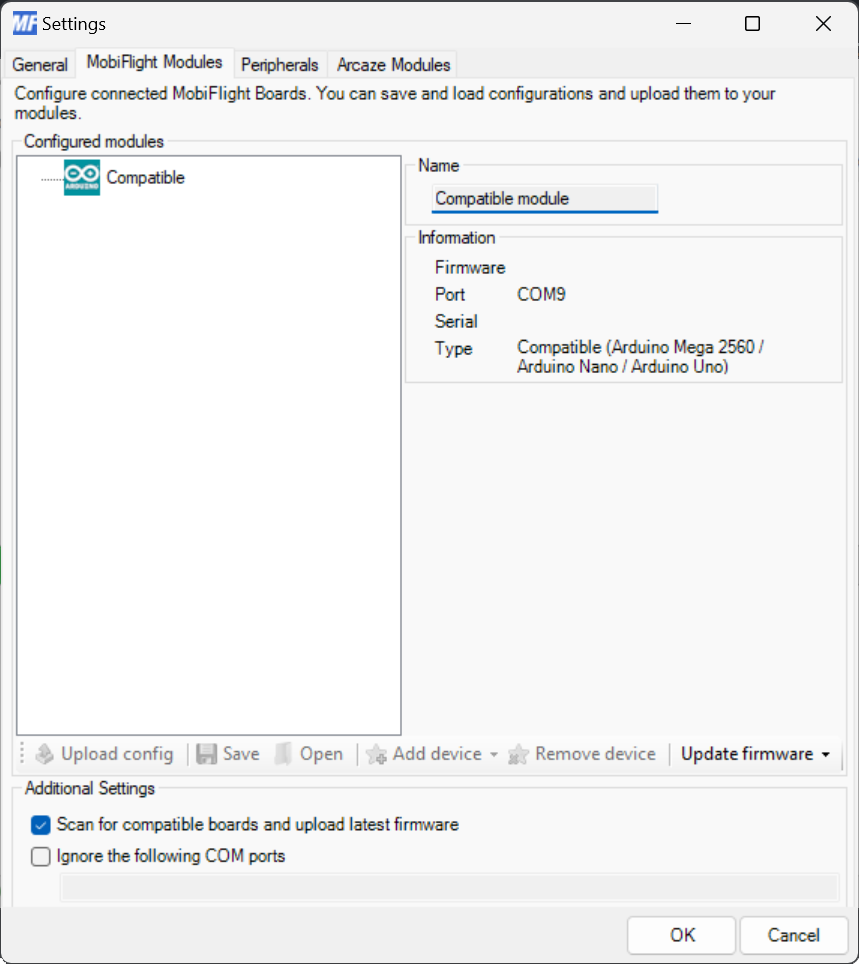 MF Settings
General MobiFlight Modules Peripherals Arcaze Modules
Configure connected MobiFlight Boards. You can save and load configurations and upload them to your
modules.
Configured modules
ARDUINO Compatible
Name
Compatible module
Information
Firmware
Port COM9
Serial
Type Compatible (Arduino Mega 2560 /
Arduino Nano / Arduino Uno)
Upload config Save Open Add device Remove device Update firmware
Additional Settings
Scan for compatible boards and upload latest firmware
Ignore the following COM ports
OK Cancel